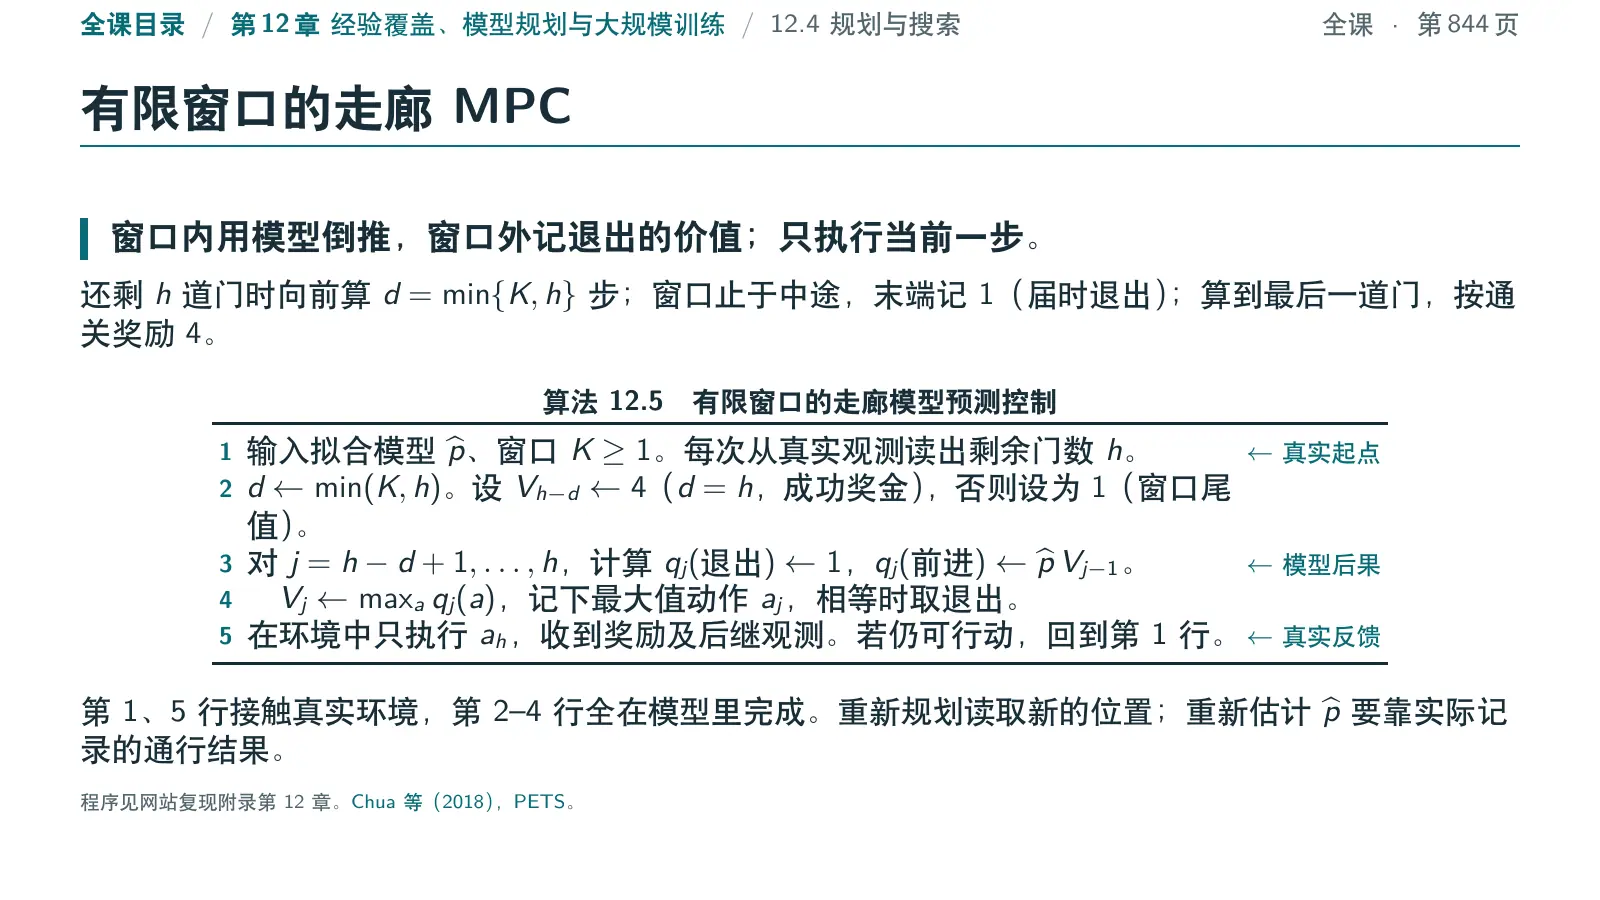 全课目录 / 第 12 章 经验覆盖、模型规划与大规模训练 / 12.4 规划与搜索
全课 · 第 844 页
有限窗口的走廊 MPC
窗口内用模型倒推，窗口外记退出的价值；只执行当前一步。
还剩 h 道门时向前算 d = min{K, h} 步；窗口止于中途，末端记 1（届时退出）；算到最后一道门，按通
关奖励 4。
算法 12.5 有限窗口的走廊模型预测控制
1 输入拟合模型 p̂、窗口 K ≥ 1。每次从真实观测读出剩余门数 h。 ← 真实起点
2 d ← min(K, h)。设 V_{h−d} ← 4（d = h，成功奖金），否则设为 1（窗口尾
值）。
3 对 j = h − d + 1, . . . , h，计算 q_j(退出) ← 1，q_j(前进) ← p̂ V_{j−1}。 ← 模型后果
4 V_j ← max_a q_j(a)，记下最大值动作 a_j，相等时取退出。
5 在环境中只执行 a_h，收到奖励及后继观测。若仍可行动，回到第 1 行。 ← 真实反馈
第 1、5 行接触真实环境，第 2–4 行全在模型里完成。重新规划读取新的位置；重新估计 p̂ 要靠实际记
录的通行结果。
程序见网站复现附录第 12 章。Chua 等 (2018)，PETS。